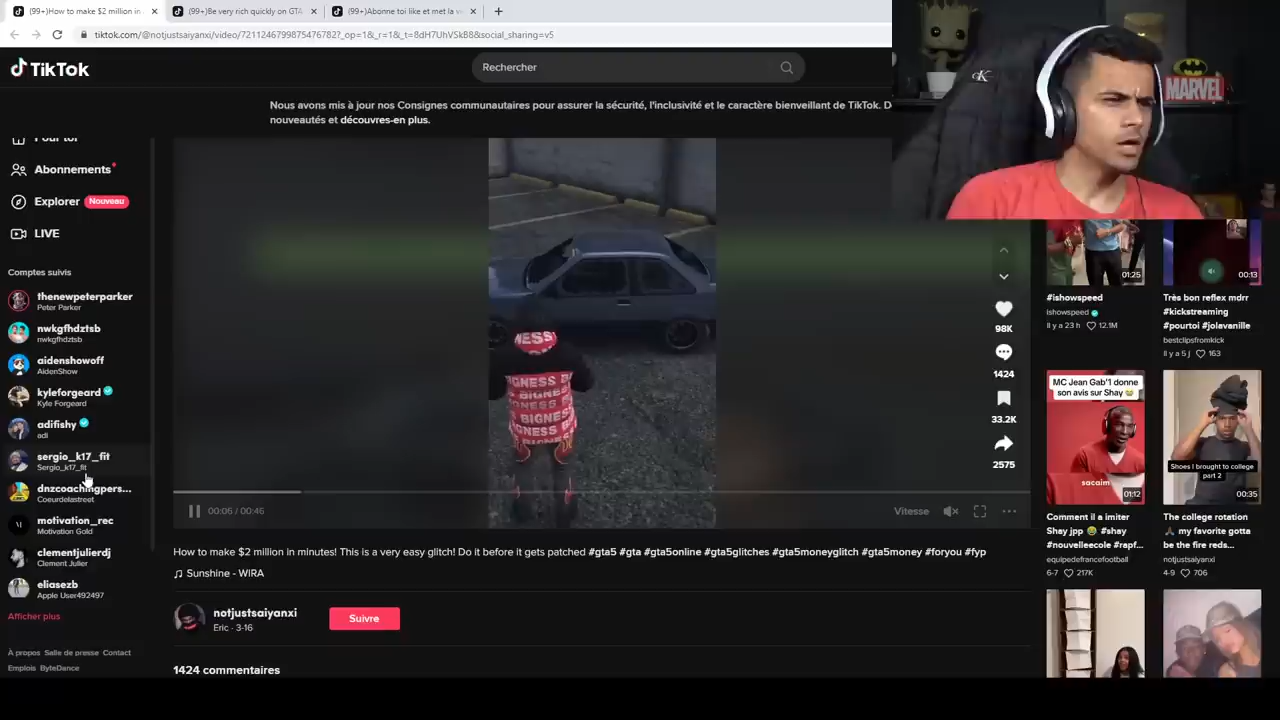 (99+)How to make $2 million in
(99+)Be very rich quickly on GTA
(99+)Abonne toi like et met la v
tiktok.com/@notjustsaiyanxi/video/7211246799875476782?_op=1&_r=1&_t=8dH7UhVSkB8&social_sharing=v5
TikTok
Rechercher
Nous avons mis à jour nos Consignes communautaires pour assurer la sécurité, l'inclusivité et le caractère bienveillant de TikTok.
nouveautés et découvres-en plus.
MARVEL
Abonnements
Explorer Nouveau
LIVE
Comptes suivis
thenewpeterparker
Peter Parker
nwkgfhdztsb
nwkgfhdztsb
aidenshowoff
AidenShow
kyleforgeard
Kyle Forgeard
adifishy
adi
sergio_k17_fit
Sergio_k17_fit
dnzcoachingpers...
Coeurdelastreet
motivation_rec
Motivation Gold
clementjulierdj
Clement Julier
eliasezb
Apple User492497
Afficher plus
À propos Salle de presse Contact
Emplois ByteDance
BIGNESS
BIGNESS
98K
1424
33.2K
2575
00:06 / 00:46
Vitesse
How to make $2 million in minutes! This is a very easy glitch! Do it before it gets patched #gta5 #gta #gta5online #gta5glitches #gta5moneyglitch #gta5money #foryou #fyp
Sunshine - WIRA
notjustsaiyanxi
Eric · 3-16
Suivre
1424 commentaires
01:25
#ishowspeed
ishowspeed
Il y a 23 h 12.1M
00:13
Très bon reflex mdrr
#kickstreaming
#pourtoi #jolavanille
bestclipsfromkick
Il y a 5 j 163
MC Jean Gab'1 donne
son avis sur Shay
sacaim
01:12
Comment il a imiter
Shay jpp #shay
#nouvelleecole #rapf...
equipedefrancefootball
6-7 217K
Shoes I brought to college
part 2
00:35
The college rotation
my favorite gotta
be the fire reds...
notjustsaiyanxi
4-9 706